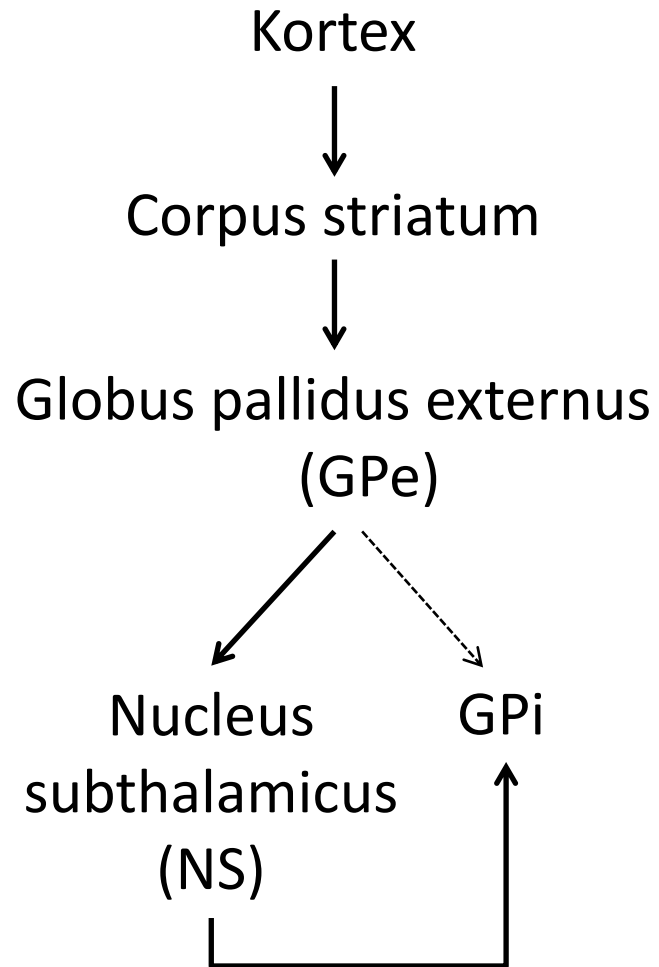 Kortex
Corpus striatum
Globus pallidus externus
(GPe)
Nucleus
subthalamicus
(NS)
GPi